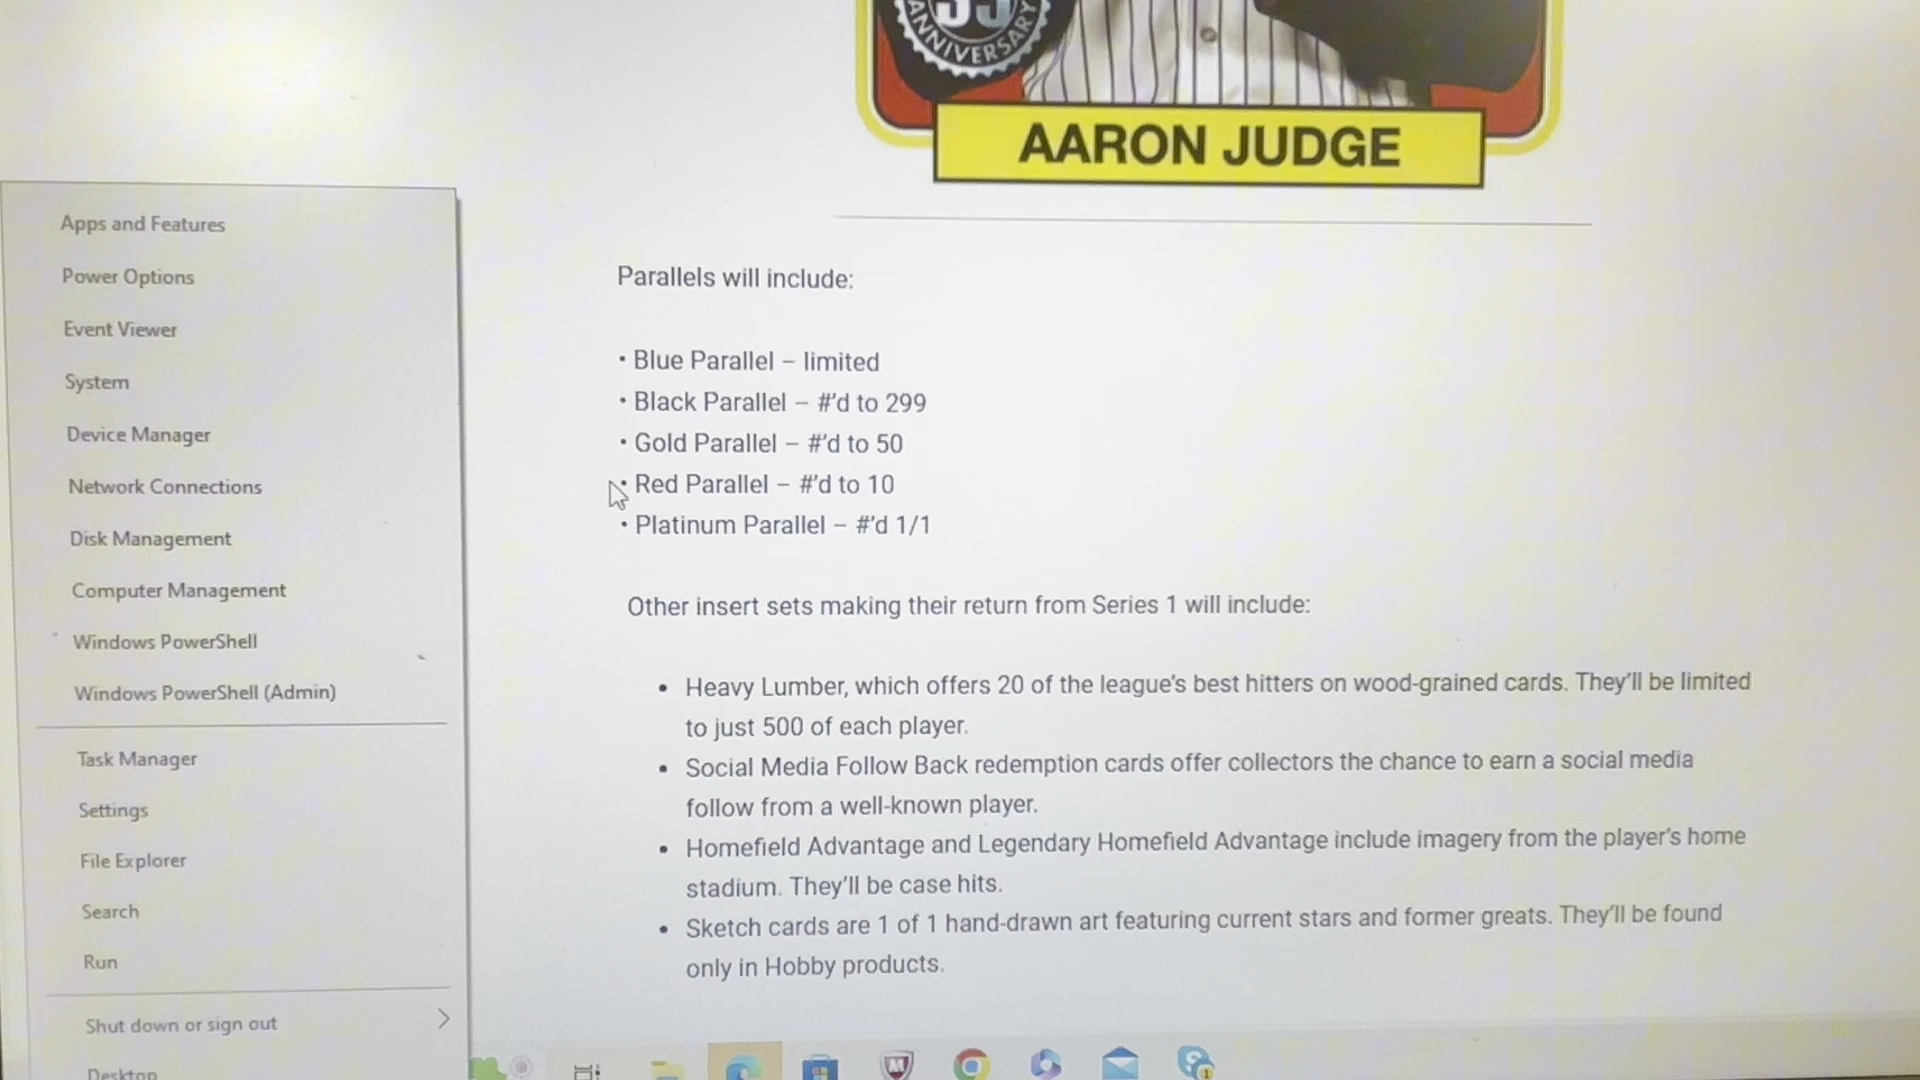 35
ANNIVERSARY
AARON JUDGE
Apps and Features
Power Options
Event Viewer
System
Device Manager
Network Connections
Disk Management
Computer Management
Windows PowerShell
Windows PowerShell (Admin)
Task Manager
Settings
File Explorer
Search
Run
Shut down or sign out
Desktop
Parallels will include:
• Blue Parallel – limited
• Black Parallel – #'d to 299
• Gold Parallel – #'d to 50
• Red Parallel – #'d to 10
• Platinum Parallel – #'d 1/1
Other insert sets making their return from Series 1 will include:
• Heavy Lumber, which offers 20 of the league's best hitters on wood-grained cards. They'll be limited
to just 500 of each player.
• Social Media Follow Back redemption cards offer collectors the chance to earn a social media
follow from a well-known player.
• Homefield Advantage and Legendary Homefield Advantage include imagery from the player's home
stadium. They'll be case hits.
• Sketch cards are 1 of 1 hand-drawn art featuring current stars and former greats. They'll be found
only in Hobby products.